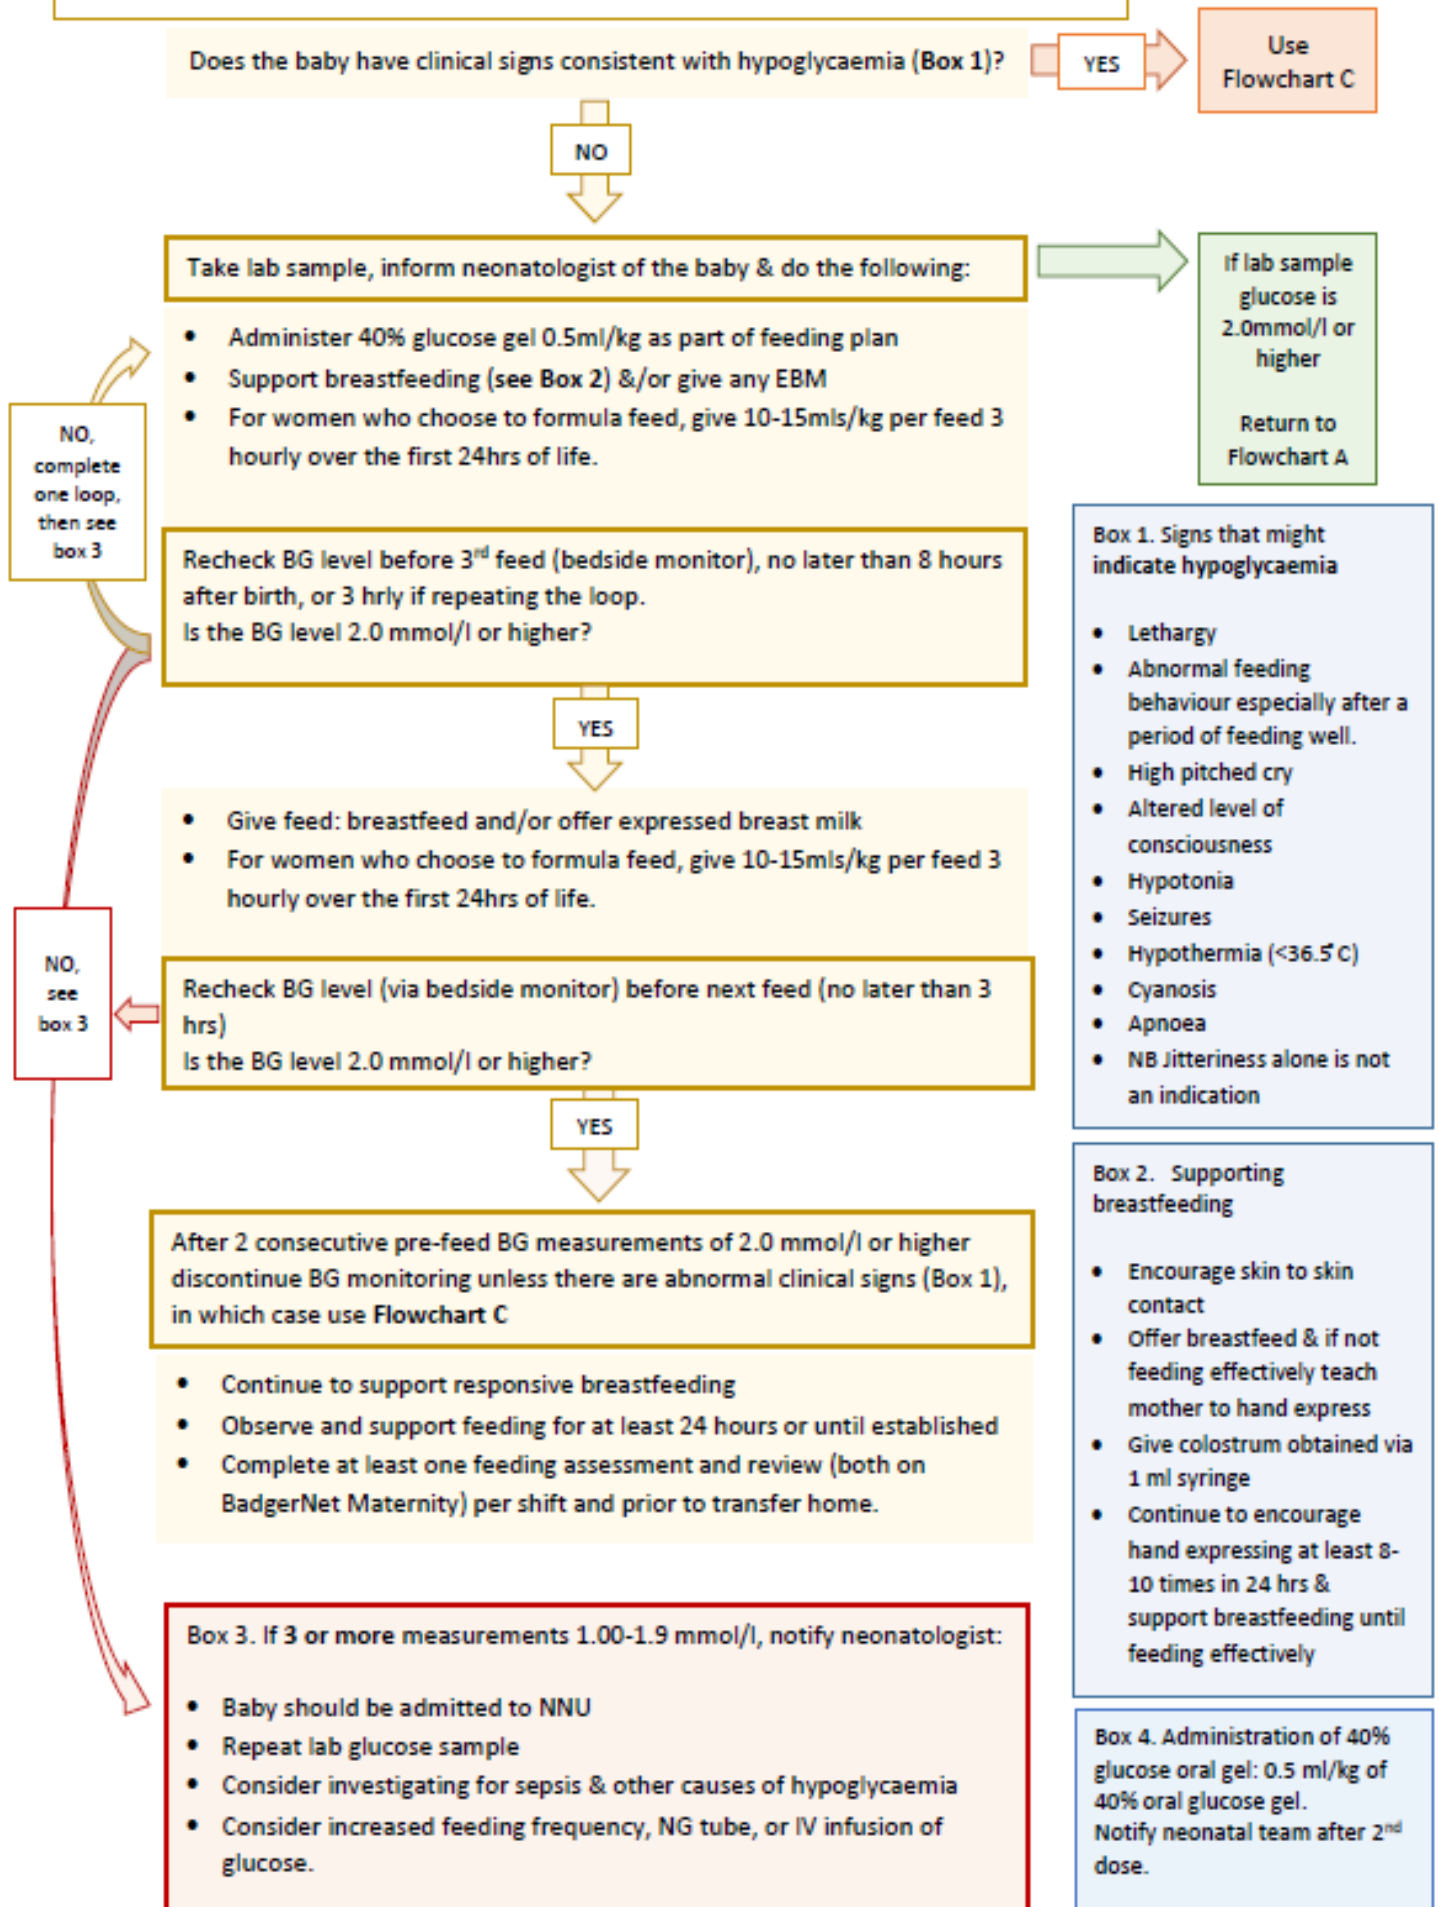 Does the baby have clinical signs consistent with hypoglycaemia (Box 1)?
YES
Use
Flowchart C
NO
Take lab sample, inform neonatologist of the baby & do the following:
If lab sample
glucose is
2.0mmol/l or
higher
Return to
Flowchart A
• Administer 40% glucose gel 0.5ml/kg as part of feeding plan
• Support breastfeeding (see Box 2) &/or give any EBM
• For women who choose to formula feed, give 10-15mls/kg per feed 3
hourly over the first 24hrs of life.
NO,
complete
one loop,
then see
box 3
Recheck BG level before 3rd feed (bedside monitor), no later than 8 hours
after birth, or 3 hrly if repeating the loop.
Is the BG level 2.0 mmol/l or higher?
YES
• Give feed: breastfeed and/or offer expressed breast milk
• For women who choose to formula feed, give 10-15mls/kg per feed 3
hourly over the first 24hrs of life.
NO,
see
box 3
Recheck BG level (via bedside monitor) before next feed (no later than 3
hrs)
Is the BG level 2.0 mmol/l or higher?
YES
After 2 consecutive pre-feed BG measurements of 2.0 mmol/l or higher
discontinue BG monitoring unless there are abnormal clinical signs (Box 1),
in which case use Flowchart C
• Continue to support responsive breastfeeding
• Observe and support feeding for at least 24 hours or until established
• Complete at least one feeding assessment and review (both on
BadgerNet Maternity) per shift and prior to transfer home.
Box 3. If 3 or more measurements 1.00-1.9 mmol/l, notify neonatologist:
• Baby should be admitted to NNU
• Repeat lab glucose sample
• Consider investigating for sepsis & other causes of hypoglycaemia
• Consider increased feeding frequency, NG tube, or IV infusion of
glucose.
Box 1. Signs that might
indicate hypoglycaemia
• Lethargy
• Abnormal feeding
behaviour especially after a
period of feeding well.
• High pitched cry
• Altered level of
consciousness
• Hypotonia
• Seizures
• Hypothermia (<36.5°C)
• Cyanosis
• Apnoea
• NB Jitteriness alone is not
an indication
Box 2. Supporting
breastfeeding
• Encourage skin to skin
contact
• Offer breastfeed & if not
feeding effectively teach
mother to hand express
• Give colostrum obtained via
1 ml syringe
• Continue to encourage
hand expressing at least 8-
10 times in 24 hrs &
support breastfeeding until
feeding effectively
Box 4. Administration of 40%
glucose oral gel: 0.5 ml/kg of
40% oral glucose gel.
Notify neonatal team after 2nd
dose.